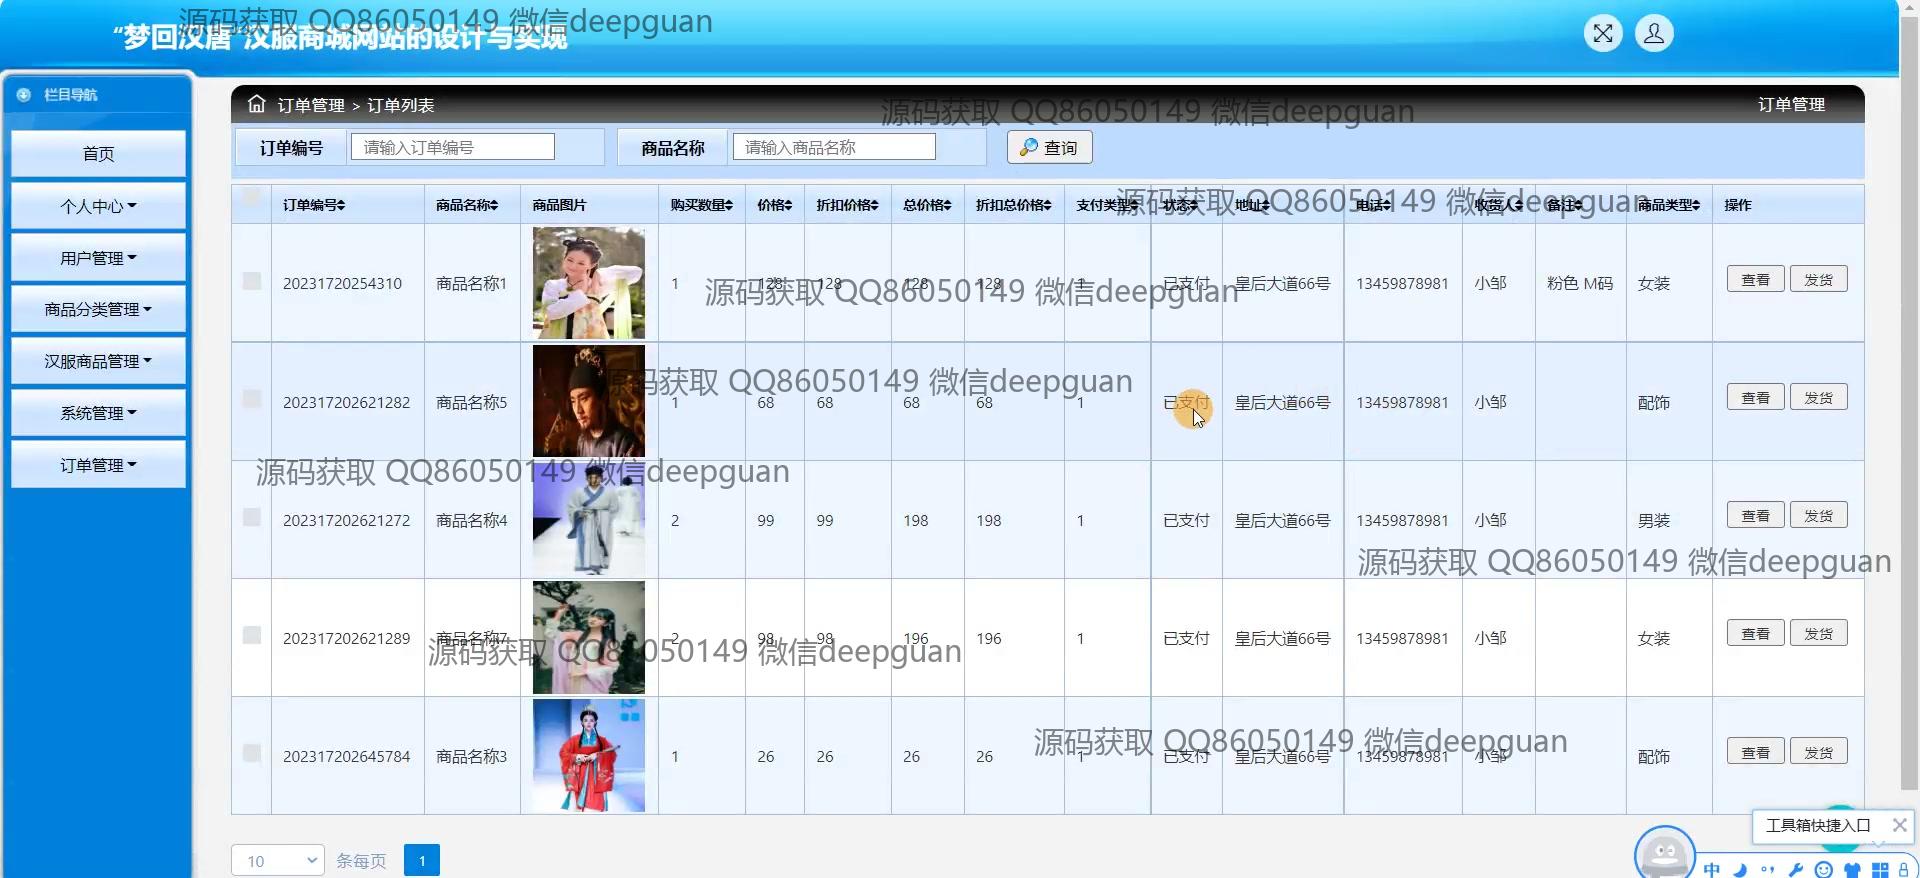 “梦回汉唐”汉服商城网站的设计与实现
源码获取 QQ86050149 微信deepguan
栏目导航
首页
个人中心
用户管理
商品分类管理
汉服商品管理
系统管理
订单管理
订单管理 > 订单列表
订单管理
源码获取 QQ86050149 微信deepguan
订单编号 请输入订单编号 商品名称 请输入商品名称 查询
订单编号 商品名称 商品图片 购买数量 价格 折扣价格 总价格 折扣总价格 支付类型 状态 地址 电话 收货人 备注 商品类型 操作
源码获取 QQ86050149 微信deepguan
20231720254310 商品名称1 1 128 128 128 128 1 已支付 皇后大道66号 13459878981 小邹 粉色 M码 女装 查看 发货
源码获取 QQ86050149 微信deepguan
202317202621282 商品名称5 1 68 68 68 68 1 已支付 皇后大道66号 13459878981 小邹 配饰 查看 发货
源码获取 QQ86050149 微信deepguan
源码获取 QQ86050149 微信deepguan
202317202621272 商品名称4 2 99 99 198 198 1 已支付 皇后大道66号 13459878981 小邹 男装 查看 发货
源码获取 QQ86050149 微信deepguan
202317202621289 商品名称7 2 98 98 196 196 1 已支付 皇后大道66号 13459878981 小邹 女装 查看 发货
源码获取 QQ86050149 微信deepguan
202317202645784 商品名称3 1 26 26 26 26 1 已支付 皇后大道66号 13459878981 小邹 配饰 查看 发货
源码获取 QQ86050149 微信deepguan
10 条每页 1
工具箱快捷入口
中